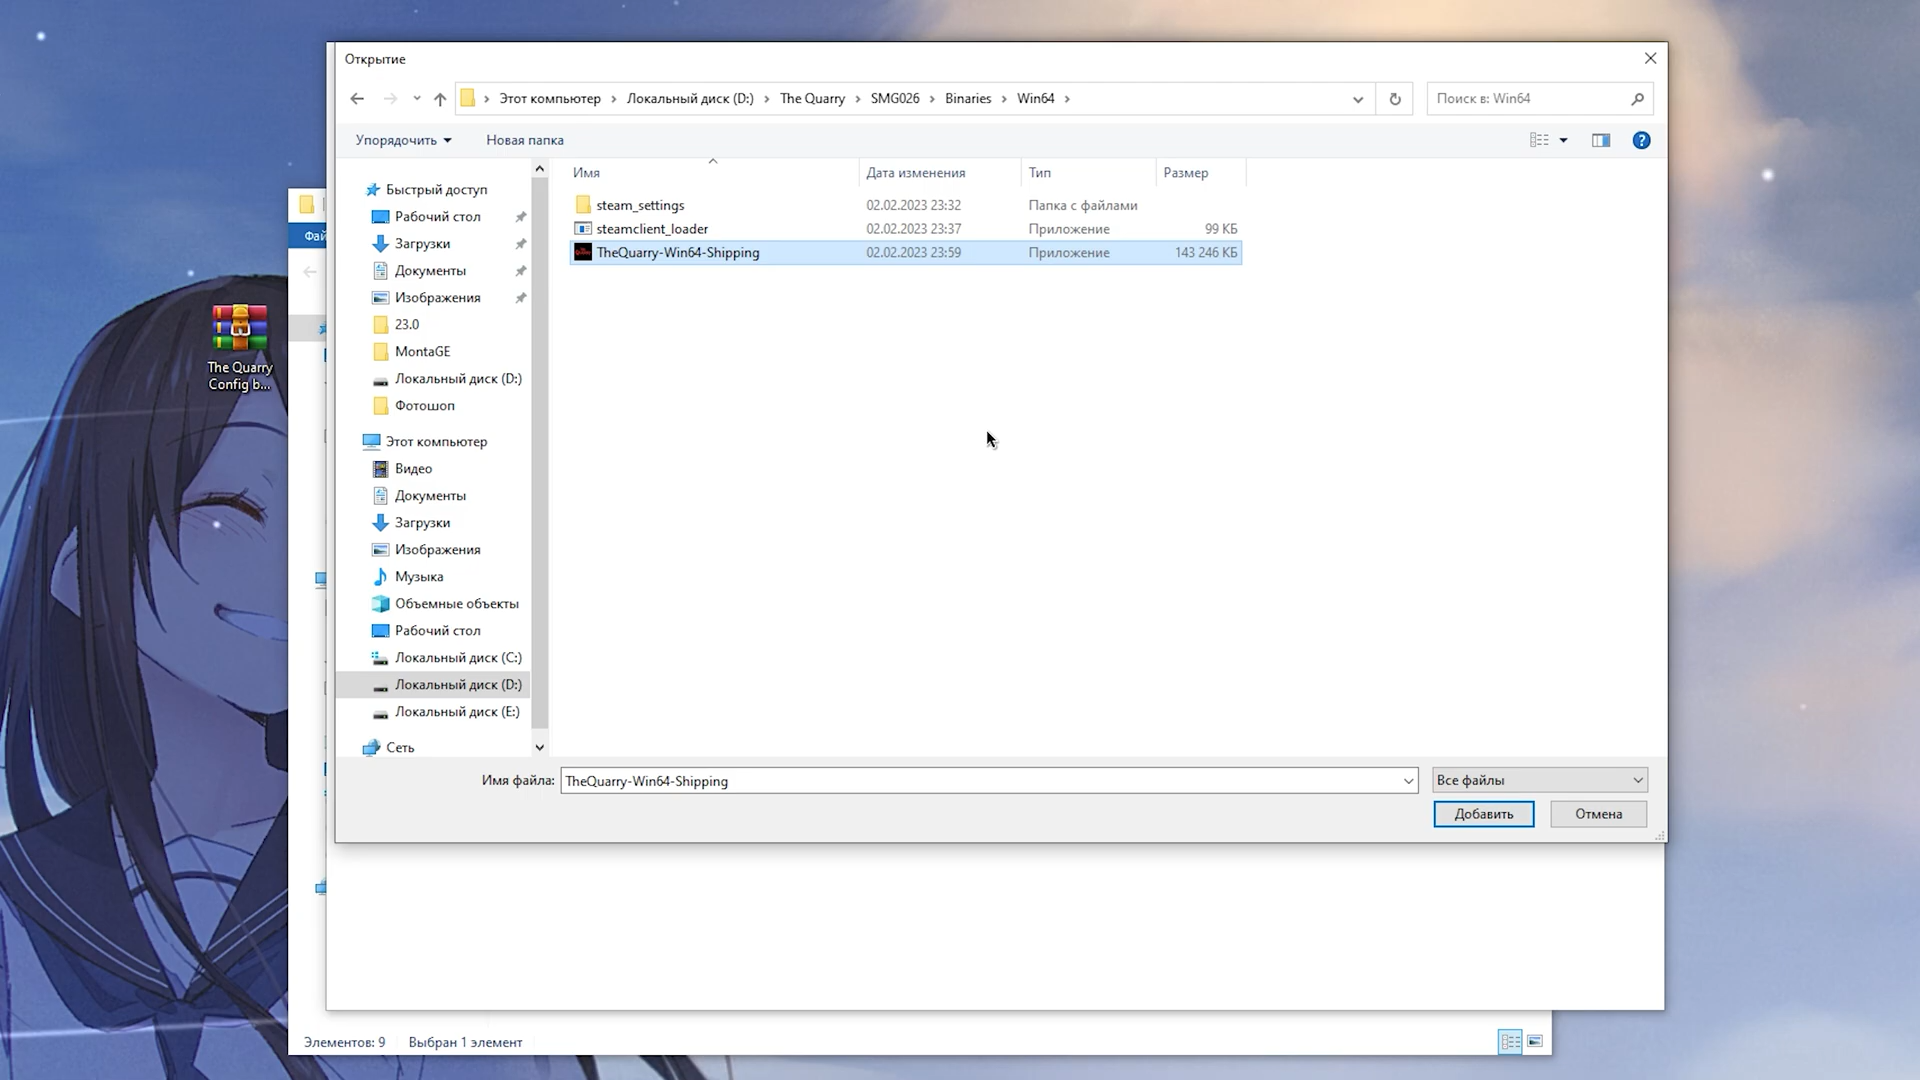 Открытие
Этот компьютер > Локальный диск (D:) > The Quarry > SMG026 > Binaries > Win64 >
Поиск в: Win64
Упорядочить
Новая папка
Имя
Дата изменения
Тип
Размер
steam_settings 02.02.2023 23:32 Папка с файлами
steamclient_loader 02.02.2023 23:37 Приложение 99 КБ
TheQuarry-Win64-Shipping 02.02.2023 23:59 Приложение 143 246 КБ
Быстрый доступ
Рабочий стол
Загрузки
Документы
Изображения
23.0
MontaGE
Локальный диск (D:)
Фотошоп
Этот компьютер
Видео
Документы
Загрузки
Изображения
Музыка
Объемные объекты
Рабочий стол
Локальный диск (C:)
Локальный диск (D:)
Локальный диск (E:)
Сеть
Имя файла: TheQuarry-Win64-Shipping
Все файлы
Добавить
Отмена
Фай
The Quarry
Config b...
Элементов: 9
Выбран 1 элемент